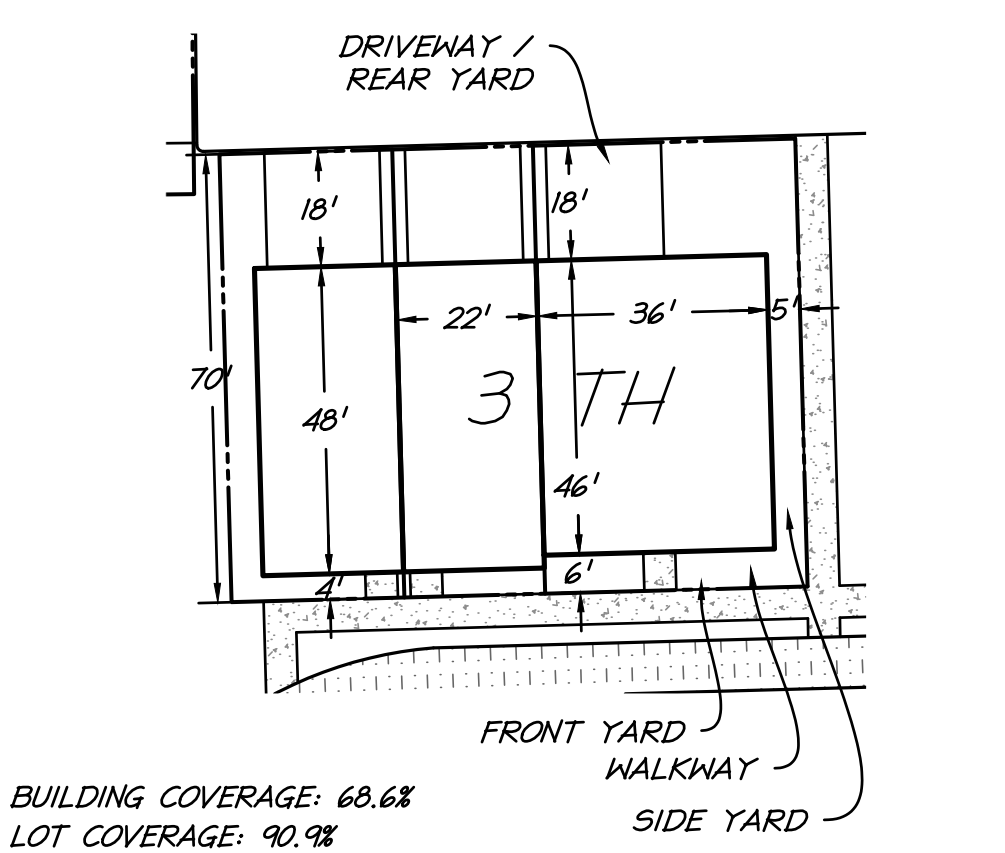 DRIVEWAY /
REAR YARD
18'
18'
22'
36'
5'
70'
3 TH
48'
46'
4'
6'
FRONT YARD
WALKWAY
SIDE YARD
BUILDING COVERAGE: 68.6%
LOT COVERAGE: 90.9%